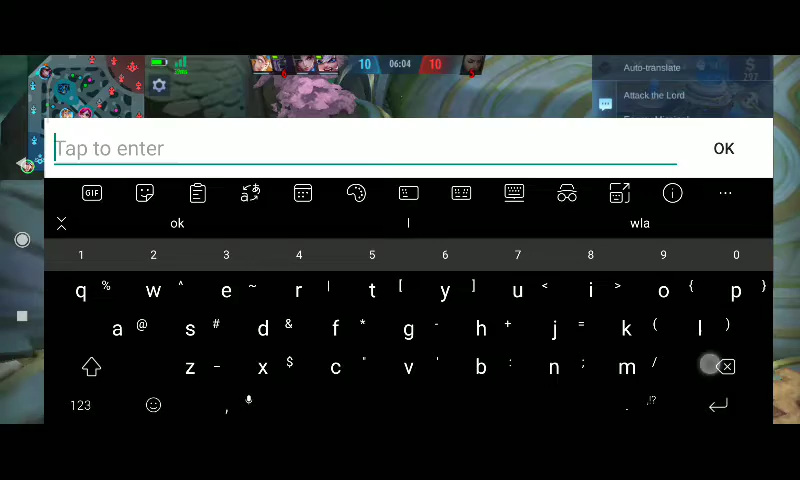 10 06:04 10
Auto-translate
297
Attack the Lord
Tap to enter
OK
GIF
ok l wla
1 2 3 4 5 6 7 8 9 0
q % w ^ e ~ r | t [ y ] u < i > o { p }
a @ s # d & f * g - h + j = k ( l )
z _ x $ c " v ' b : n ; m /
123 , . ,!?